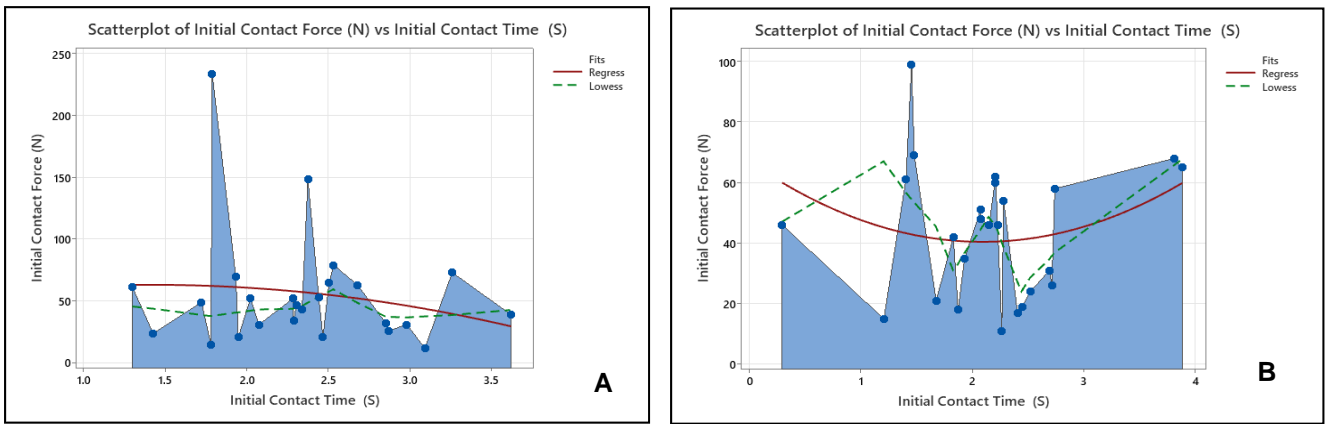 Scatterplot of Initial Contact Force (N) vs Initial Contact Time (S)
Fits
Regress
Lowess
250
200
150
100
50
0
Initial Contact Force (N)
1.0 1.5 2.0 2.5 3.0 3.5
Initial Contact Time (S)
A
Scatterplot of Initial Contact Force (N) vs Initial Contact Time (S)
Fits
Regress
Lowess
100
80
60
40
20
0
Initial Contact Force (N)
0 1 2 3 4
Initial Contact Time (S)
B